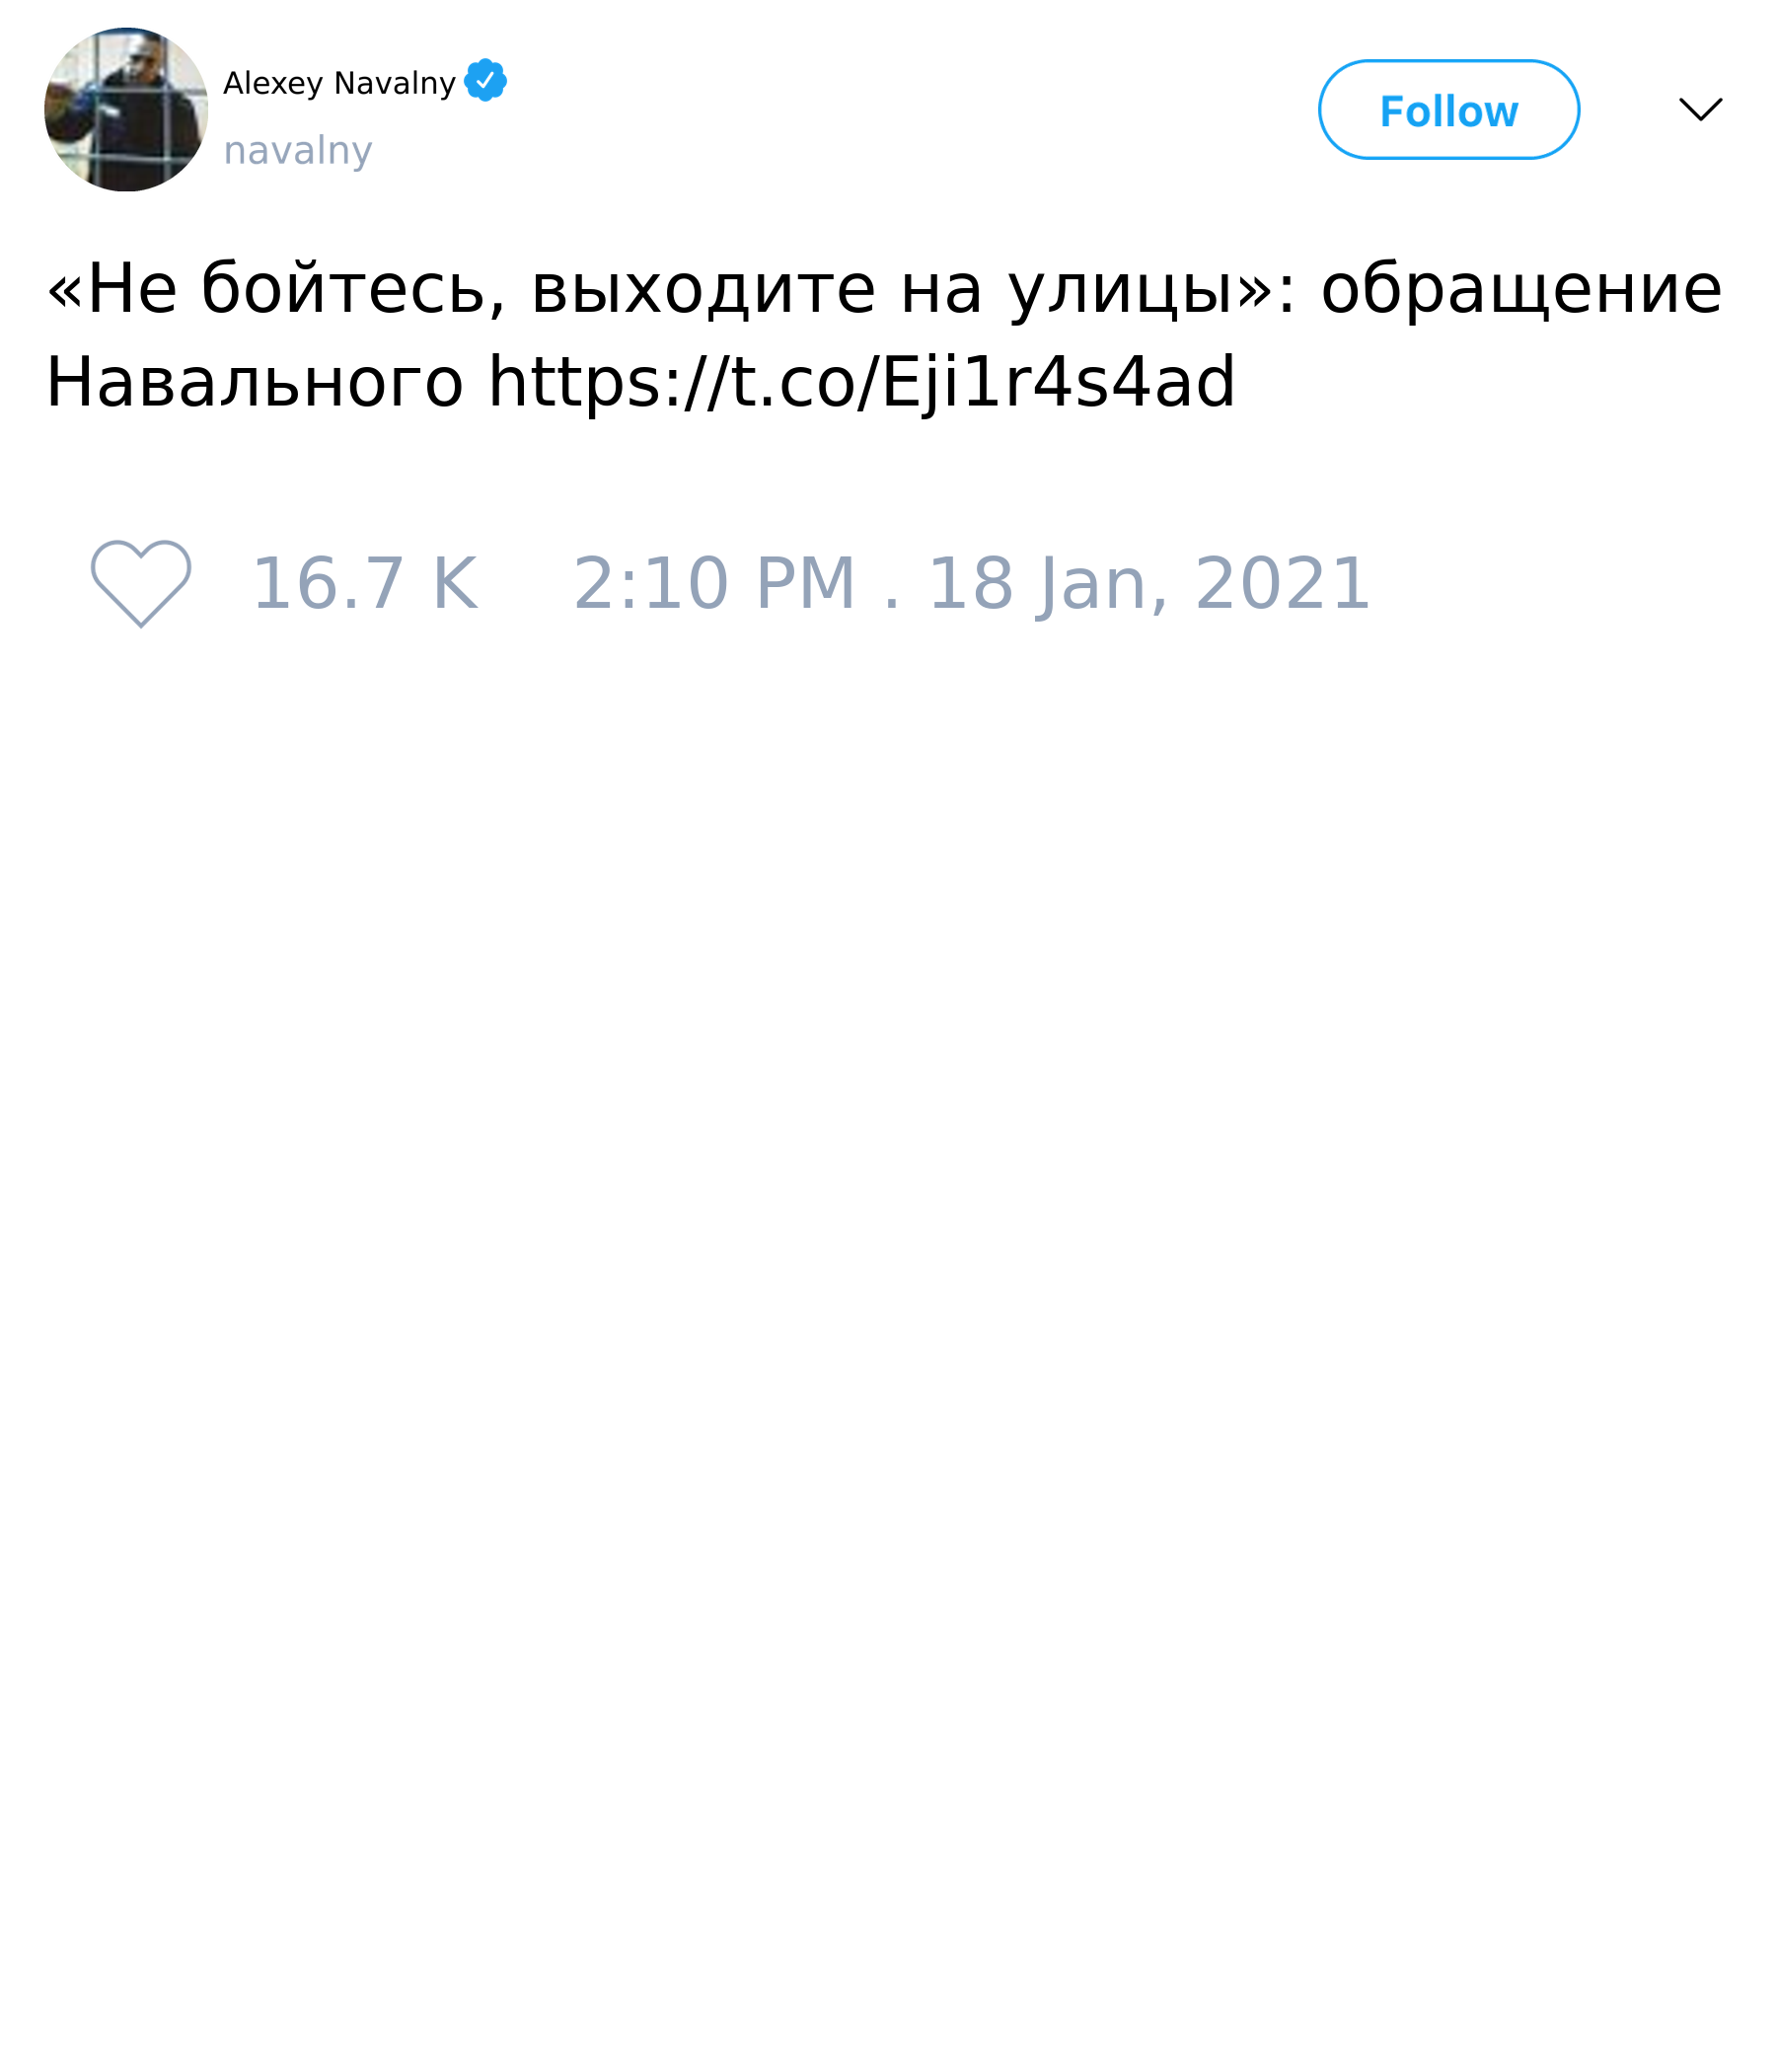 Alexey Navalny
navalny
Follow
«Не бойтесь, выходите на улицы»: обращение
Навального https://t.co/Eji1r4s4ad
16.7 K 2:10 PM . 18 Jan, 2021